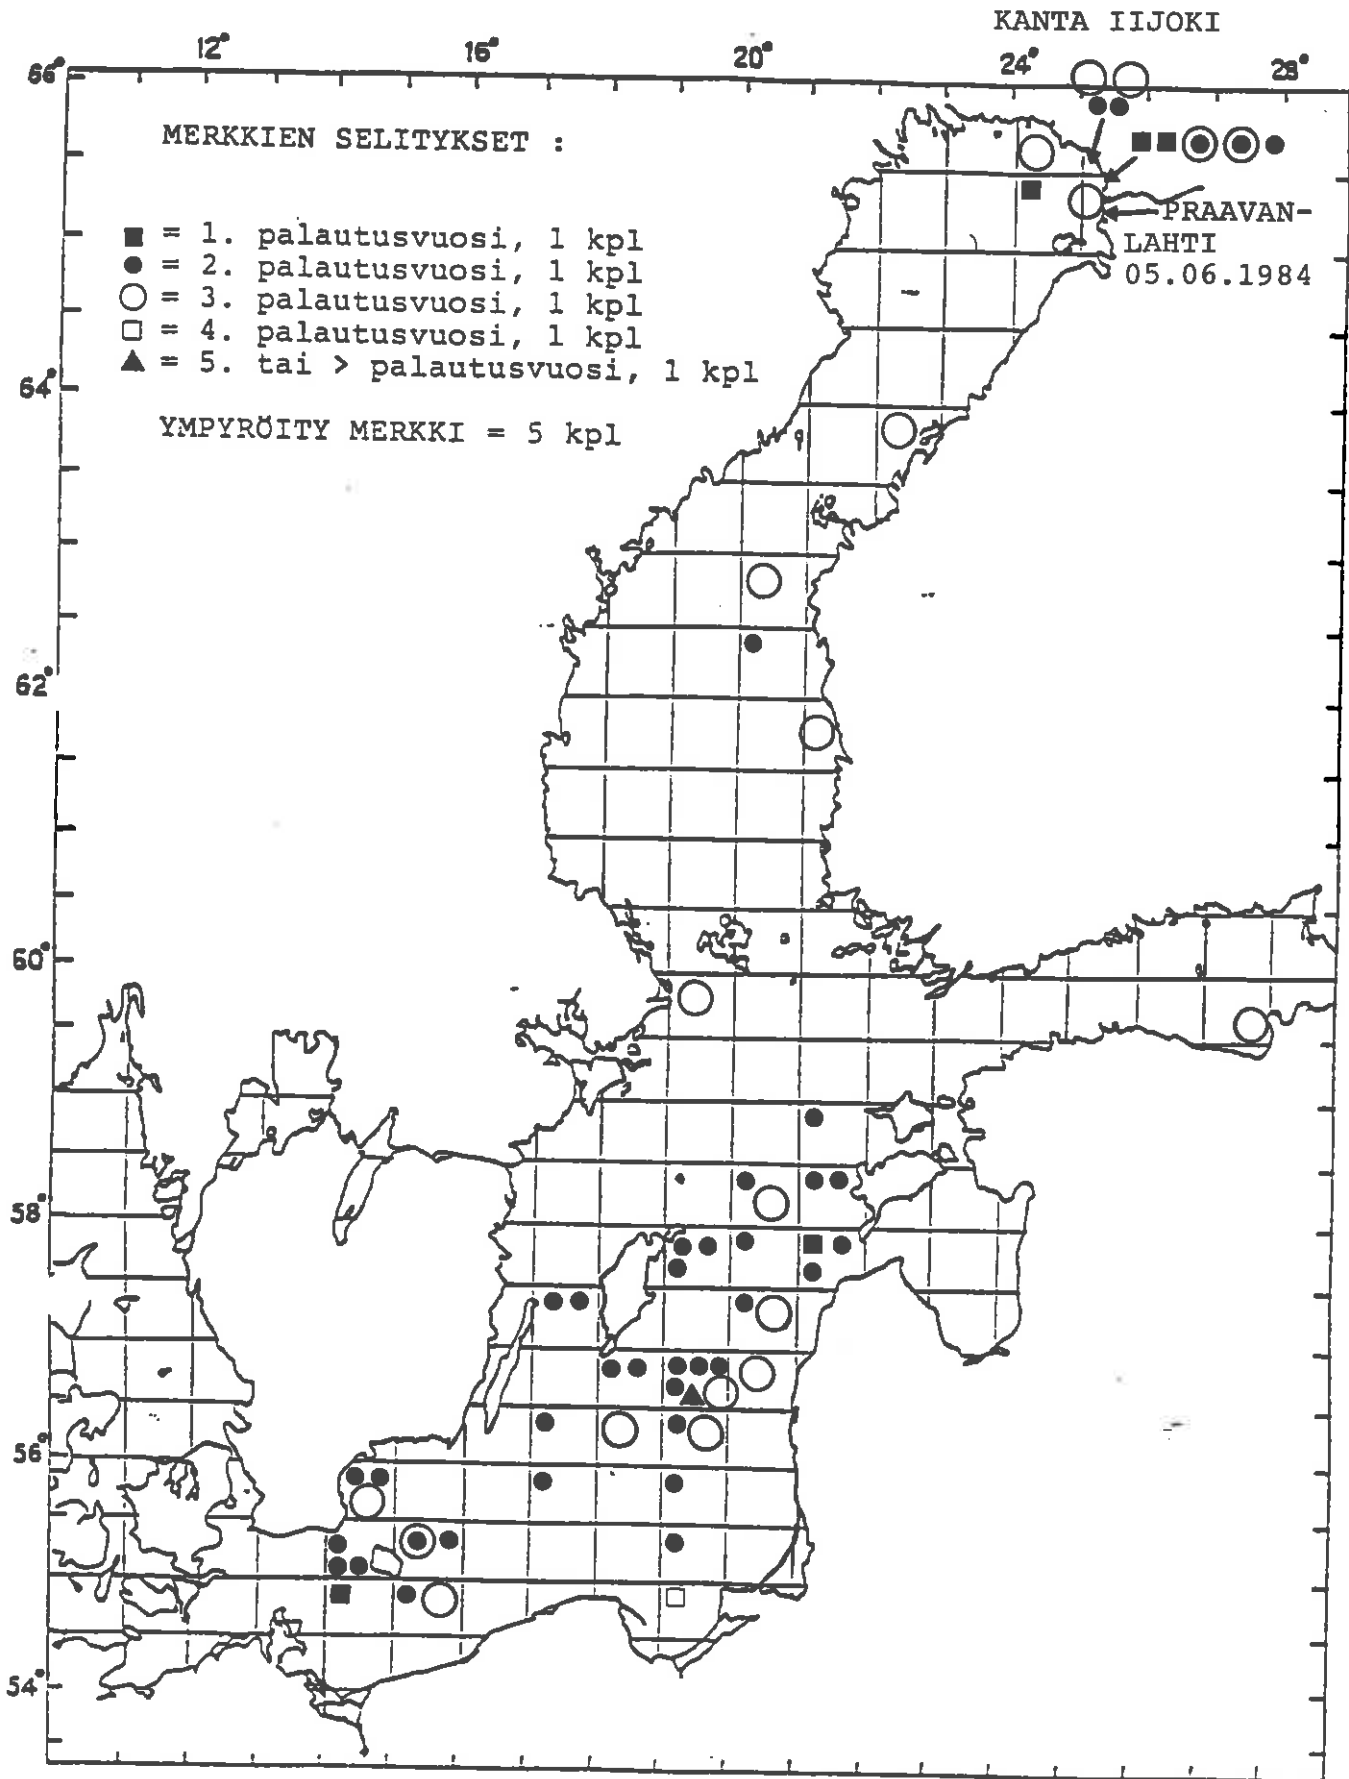 KANTA IIJOKI
12° 16° 20° 24° 28°
66°
MERKKIEN SELITYKSET :
■ = 1. palautusvuosi, 1 kpl
● = 2. palautusvuosi, 1 kpl
○ = 3. palautusvuosi, 1 kpl
□ = 4. palautusvuosi, 1 kpl
▲ = 5. tai > palautusvuosi, 1 kpl
YMPYRÖITY MERKKI = 5 kpl
PRAAVAN-
LAHTI
05.06.1984
64°
62°
60°
58°
56°
54°